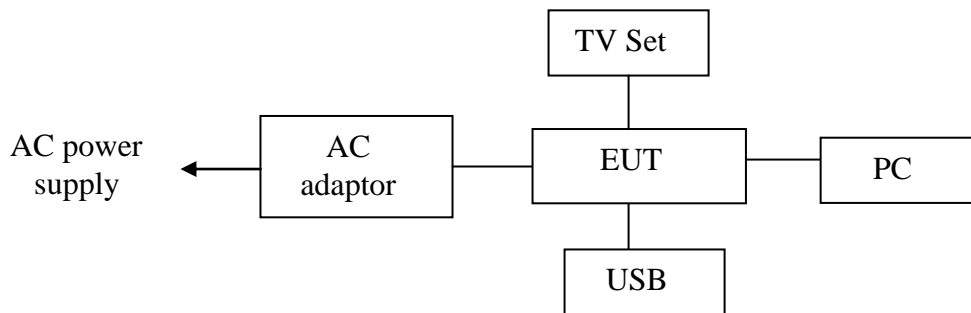 TV Set
AC power
supply
AC
adaptor
EUT
PC
USB